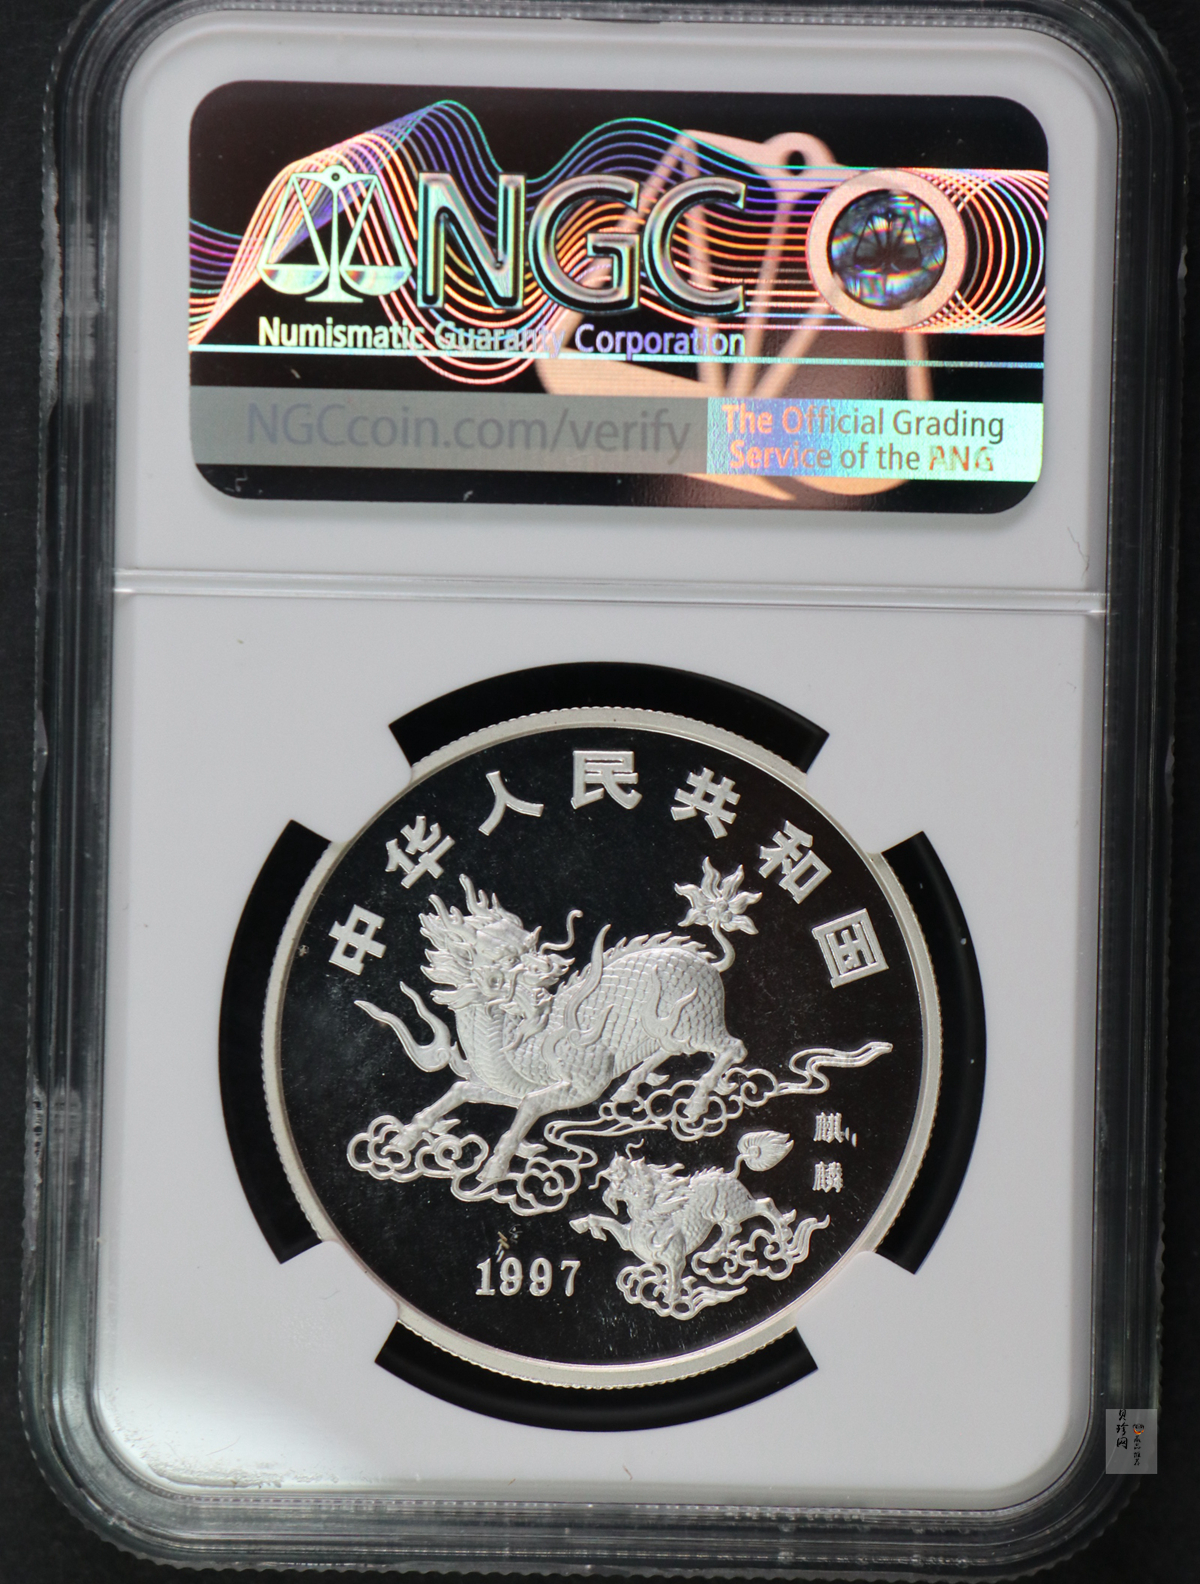 NGC
Numismatic Guaranty Corporation
NGCcoin.com/verify
The Official Grading
Service of the ANG
中华人民共和国
麒
麟
1997